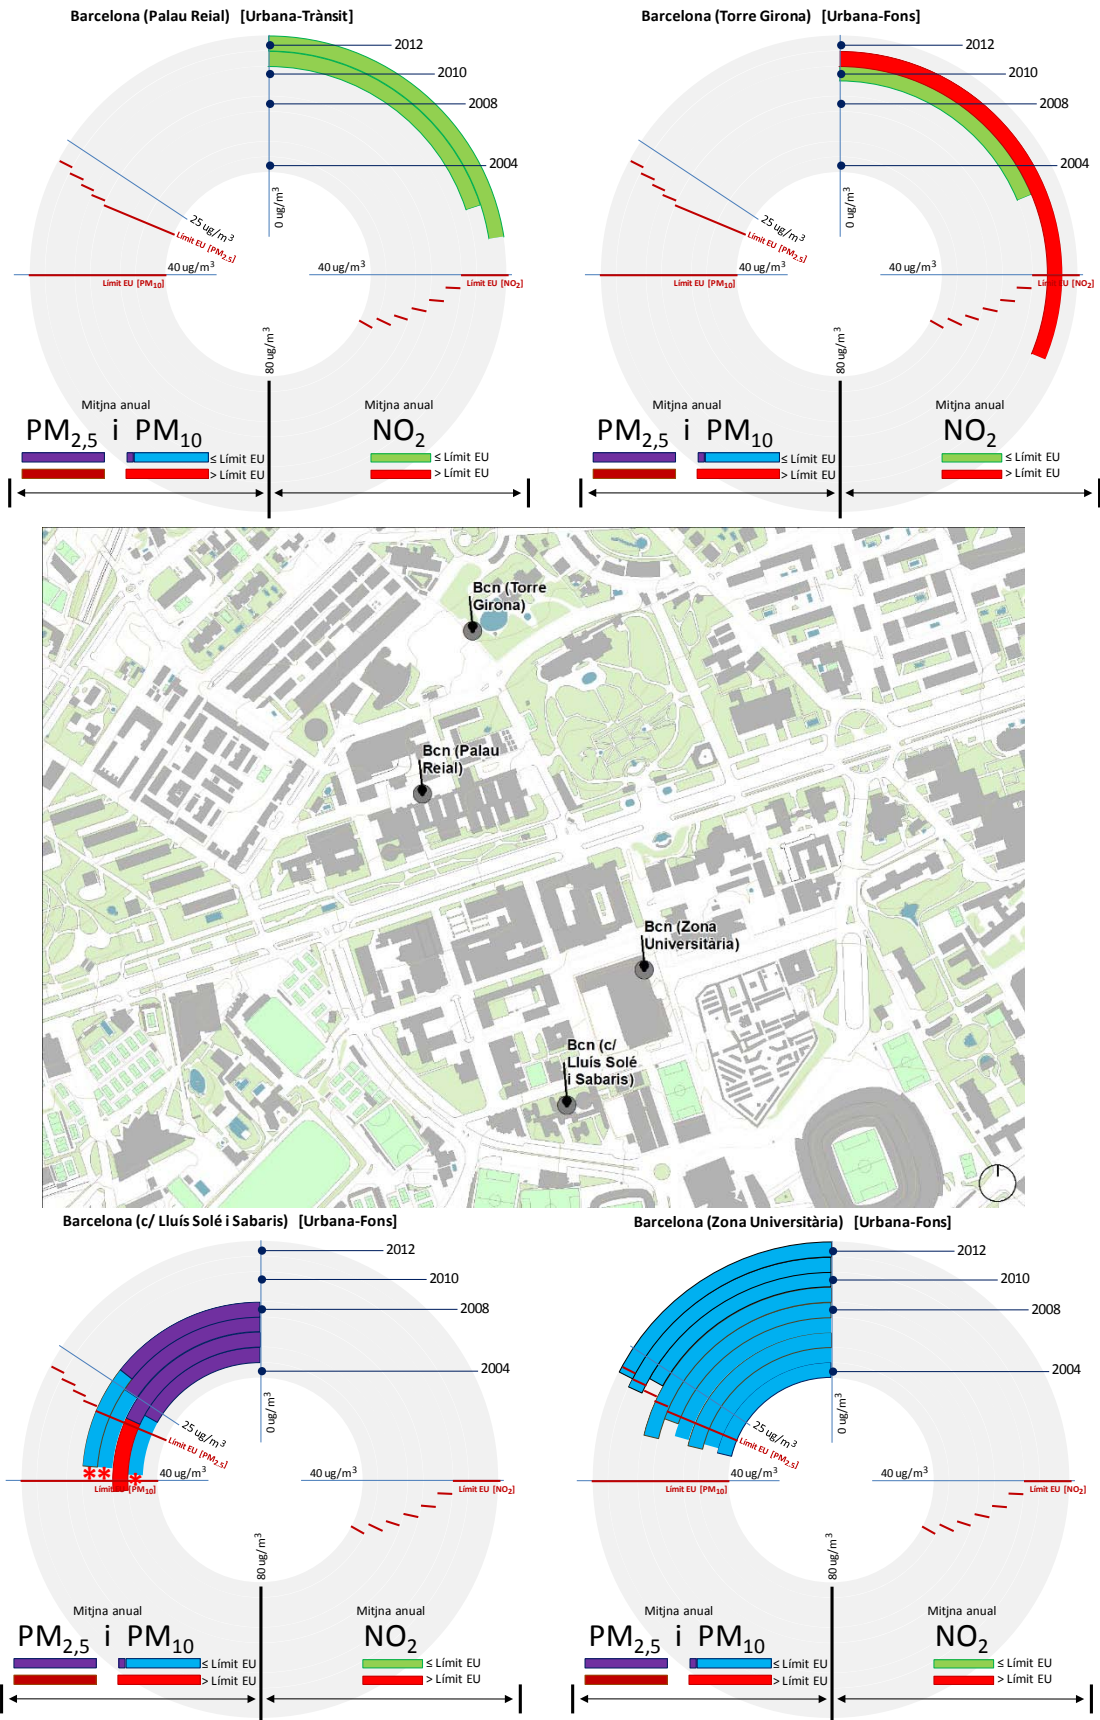 Barcelona (Palau Reial) [Urbana-Trànsit]
2012
2010
2008
2004
0 ug/m³
25 ug/m³
Límit EU [PM2,5]
40 ug/m³
Límit EU [PM10]
40 ug/m³
Límit EU [NO2]
80 ug/m³
Mitjna anual
PM2,5 i PM10
≤ Límit EU
> Límit EU
Mitjna anual
NO2
≤ Límit EU
> Límit EU
Barcelona (Torre Girona) [Urbana-Fons]
2012
2010
2008
2004
0 ug/m³
25 ug/m³
Límit EU [PM2,5]
40 ug/m³
Límit EU [PM10]
40 ug/m³
Límit EU [NO2]
80 ug/m³
Mitjna anual
PM2,5 i PM10
≤ Límit EU
> Límit EU
Mitjna anual
NO2
≤ Límit EU
> Límit EU
Bcn (Torre
Girona)
Bcn (Palau
Reial)
Bcn (Zona
Universitària)
Bcn (c/
Lluís Solé
i Sabaris)
Barcelona (c/ Lluís Solé i Sabaris) [Urbana-Fons]
2012
2010
2008
2004
0 ug/m³
25 ug/m³
Límit EU [PM2,5]
***
40 ug/m³
Límit EU [PM10]
40 ug/m³
Límit EU [NO2]
80 ug/m³
Mitjna anual
PM2,5 i PM10
≤ Límit EU
> Límit EU
Mitjna anual
NO2
≤ Límit EU
> Límit EU
Barcelona (Zona Universitària) [Urbana-Fons]
2012
2010
2008
2004
0 ug/m³
25 ug/m³
Límit EU [PM2,5]
40 ug/m³
Límit EU [PM10]
40 ug/m³
Límit EU [NO2]
80 ug/m³
Mitjna anual
PM2,5 i PM10
≤ Límit EU
> Límit EU
Mitjna anual
NO2
≤ Límit EU
> Límit EU